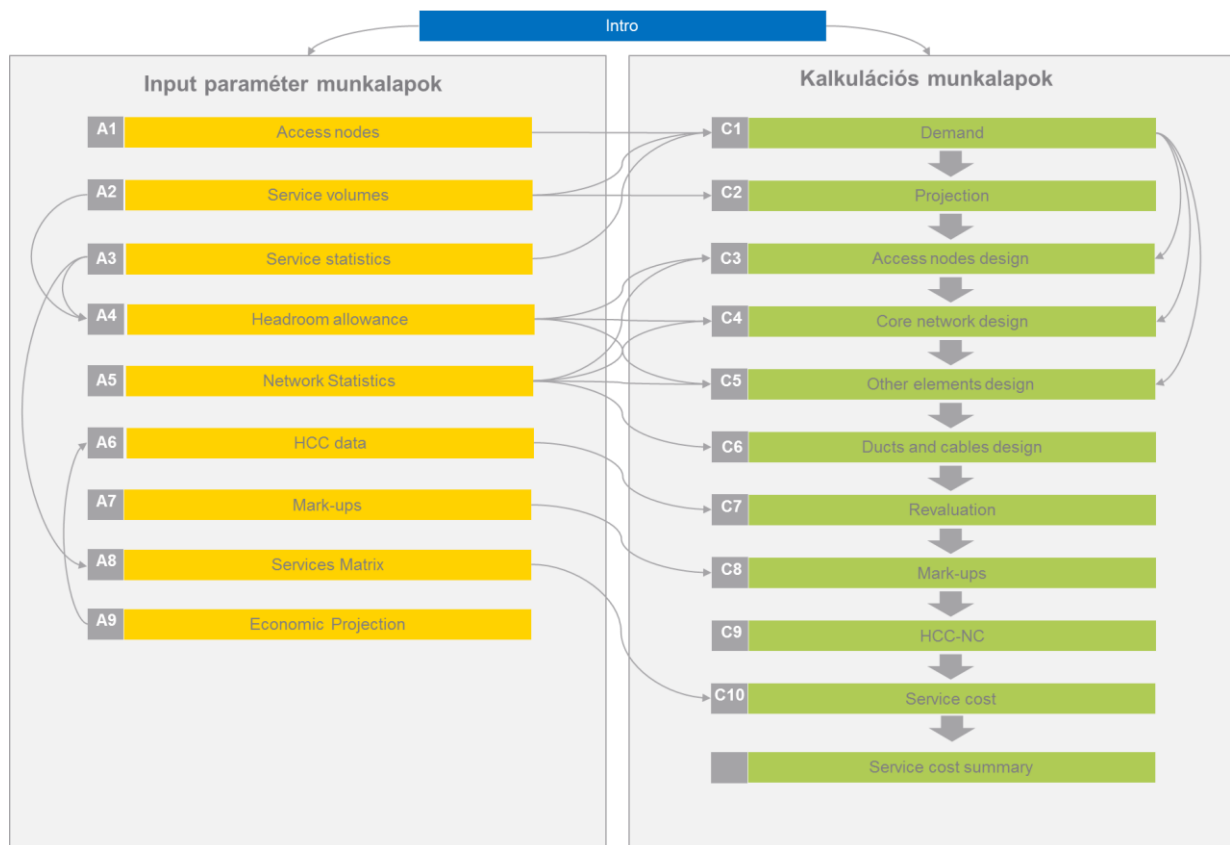 Intro
Input paraméter munkalapok
A1 Access nodes
A2 Service volumes
A3 Service statistics
A4 Headroom allowance
A5 Network Statistics
A6 HCC data
A7 Mark-ups
A8 Services Matrix
A9 Economic Projection
Kalkulációs munkalapok
C1 Demand
C2 Projection
C3 Access nodes design
C4 Core network design
C5 Other elements design
C6 Ducts and cables design
C7 Revaluation
C8 Mark-ups
C9 HCC-NC
C10 Service cost
Service cost summary